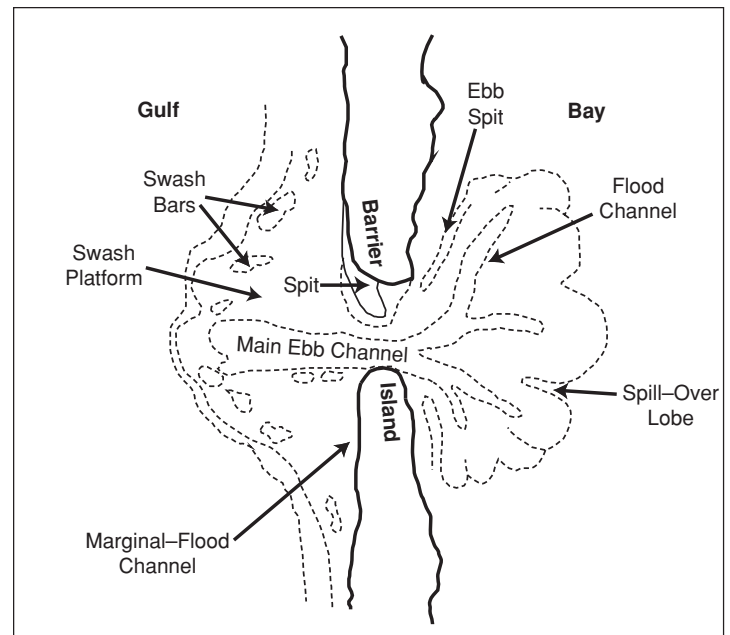 Gulf
Ebb
Spit
Bay
Swash
Bars
Flood
Channel
Barrier
Swash
Platform
Spit
Main Ebb Channel
Island
Spill–Over
Lobe
Marginal–Flood
Channel